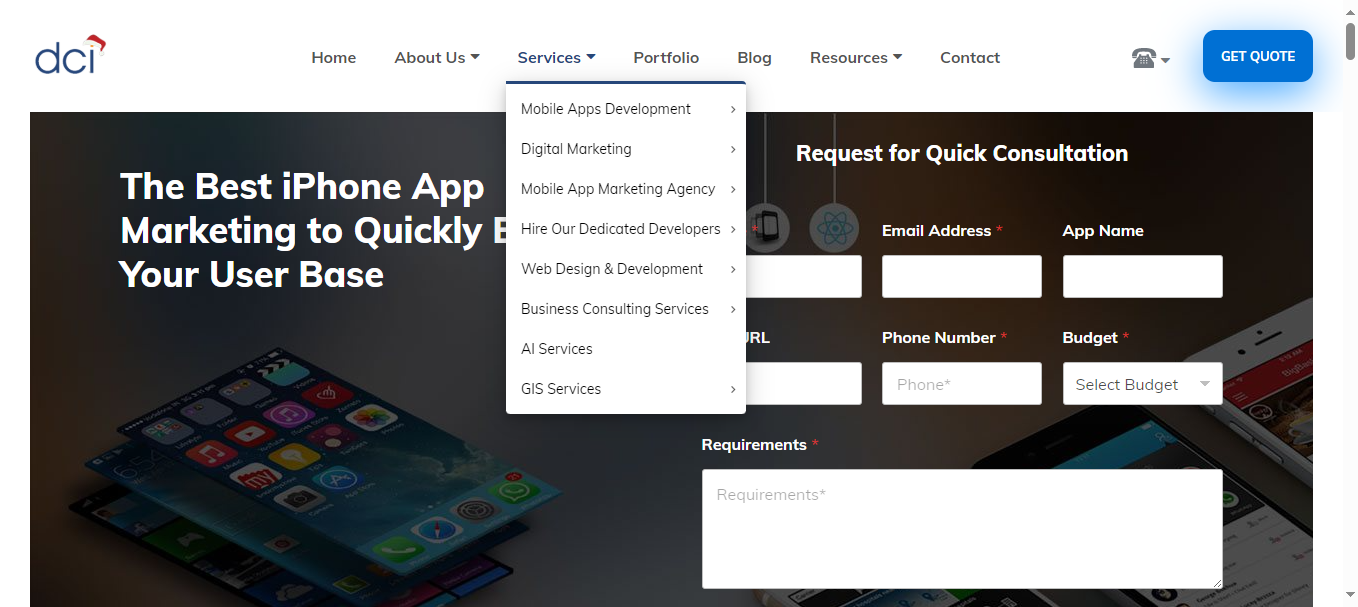 dci
Home
About Us
Services
Portfolio
Blog
Resources
Contact
GET QUOTE
Mobile Apps Development
Digital Marketing
Mobile App Marketing Agency
Hire Our Dedicated Developers
Web Design & Development
Business Consulting Services
AI Services
GIS Services
The Best iPhone App
Marketing to Quickly
Your User Base
Request for Quick Consultation
*
Email Address *
App Name
Phone Number *
Budget *
Phone*
Select Budget
Requirements *
Requirements*